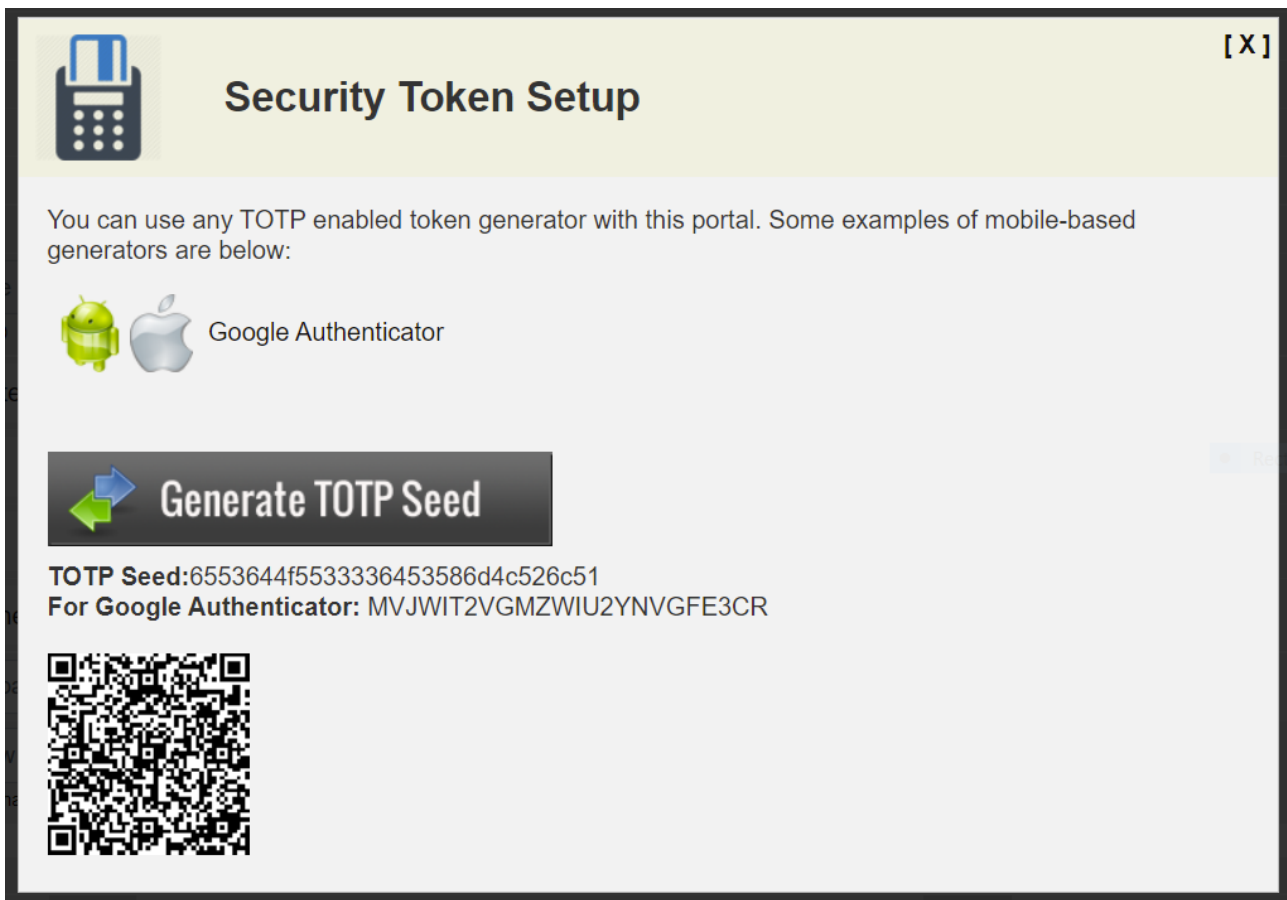 [ X ]
Security Token Setup
You can use any TOTP enabled token generator with this portal. Some examples of mobile-based
generators are below:
Google Authenticator
Generate TOTP Seed
TOTP Seed:6553644f5533336453586d4c526c51
For Google Authenticator: MVJWIT2VGMZWIU2YNVGFE3CR